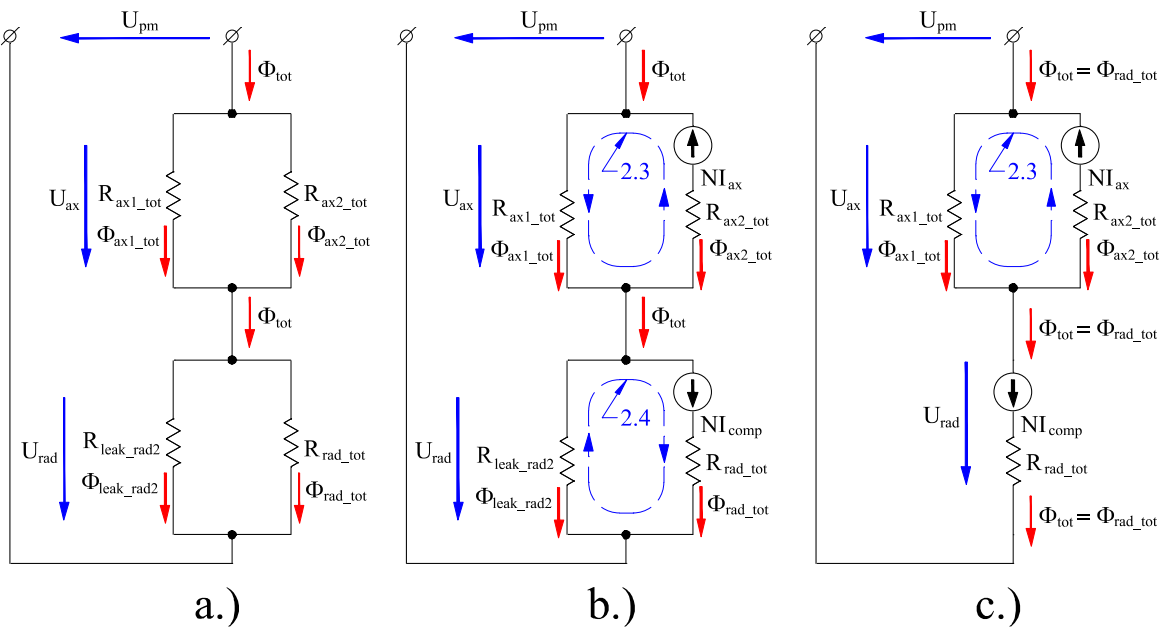 U_pm
Φ_tot
U_ax
R_ax1_tot
R_ax2_tot
Φ_ax1_tot
Φ_ax2_tot
Φ_tot
U_rad
R_leak_rad2
R_rad_tot
Φ_leak_rad2
Φ_rad_tot
a.)
U_pm
Φ_tot
2.3
NI_ax
U_ax
R_ax1_tot
R_ax2_tot
Φ_ax1_tot
Φ_ax2_tot
Φ_tot
2.4
NI_comp
U_rad
R_leak_rad2
R_rad_tot
Φ_leak_rad2
Φ_rad_tot
b.)
U_pm
Φ_tot = Φ_rad_tot
2.3
NI_ax
U_ax
R_ax1_tot
R_ax2_tot
Φ_ax1_tot
Φ_ax2_tot
Φ_tot = Φ_rad_tot
U_rad
NI_comp
R_rad_tot
Φ_tot = Φ_rad_tot
c.)